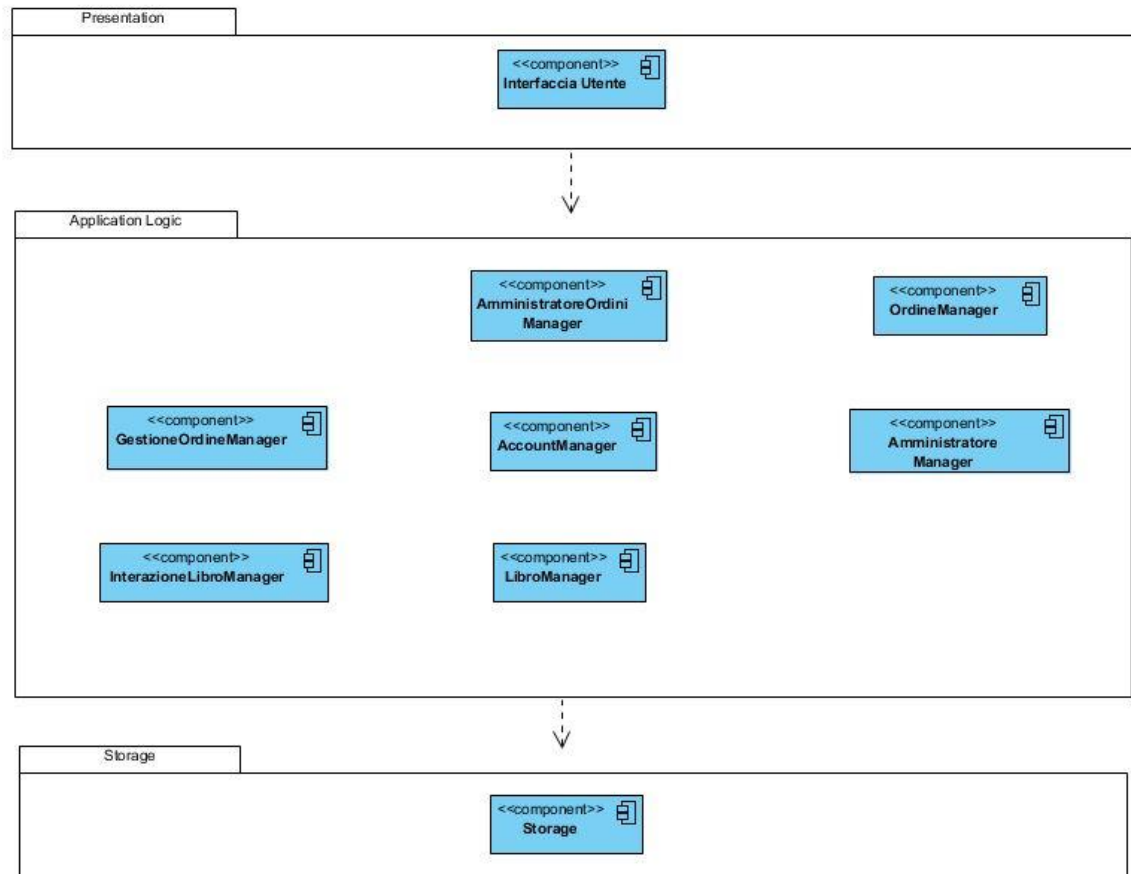 Presentation
<<component>>
Interfaccia Utente
Application Logic
<<component>>
AmministratoreOrdini
Manager
<<component>>
OrdineManager
<<component>>
GestioneOrdineManager
<<component>>
AccountManager
<<component>>
Amministratore
Manager
<<component>>
InterazioneLibroManager
<<component>>
LibroManager
Storage
<<component>>
Storage